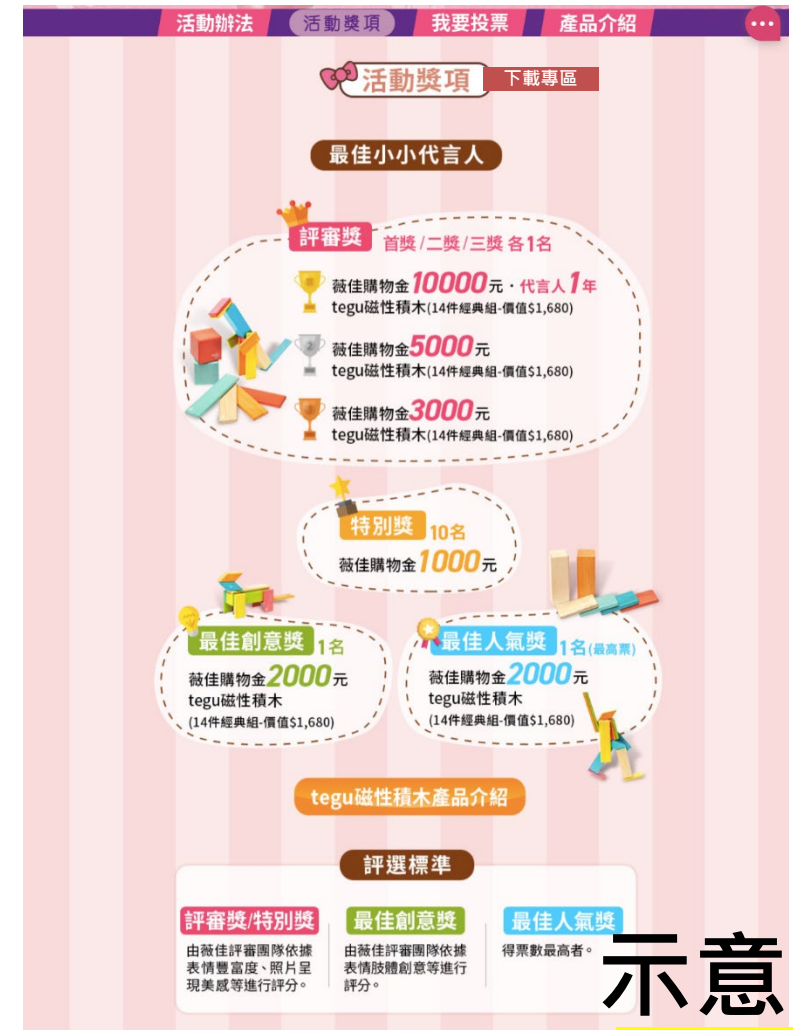 活動辦法 活動獎項 我要投票 產品介紹
活動獎項 下載專區
最佳小小代言人
評審獎 首獎/二獎/三獎 各1名
薇佳購物金10000元‧代言人1年
tegu磁性積木(14件經典組-價值$1,680)
2
薇佳購物金5000元
tegu磁性積木(14件經典組-價值$1,680)
薇佳購物金3000元
tegu磁性積木(14件經典組-價值$1,680)
特別獎 10名
薇佳購物金1000元
最佳創意獎 1名
薇佳購物金2000元
tegu磁性積木
(14件經典組-價值$1,680)
最佳人氣獎 1名(最高票)
薇佳購物金2000元
tegu磁性積木
(14件經典組-價值$1,680)
tegu磁性積木產品介紹
評選標準
評審獎/特別獎
由薇佳評審團隊依據
表情豐富度、照片呈
現美感等進行評分。
最佳創意獎
由薇佳評審團隊依據
表情肢體創意等進行
評分。
最佳人氣獎
得票數最高者。
示意